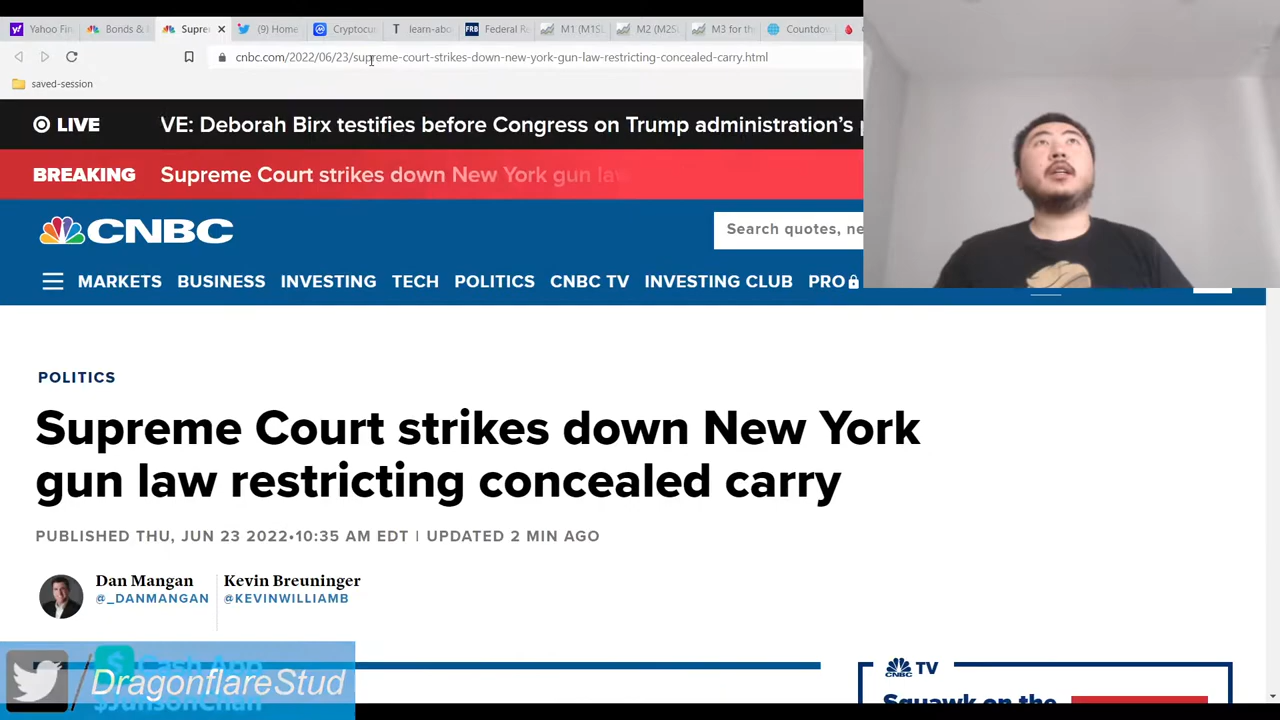 Yahoo Fin
Bonds &
Supre
(9) Home
Cryptocur
learn-abo
Federal R
M1 (M1SL
M2 (M2S
M3 for th
Countdow
cnbc.com/2022/06/23/supreme-court-strikes-down-new-york-gun-law-restricting-concealed-carry.html
saved-session
LIVE VE: Deborah Birx testifies before Congress on Trump administration's p
BREAKING Supreme Court strikes down New York gun law
CNBC
Search quotes, ne
MARKETS BUSINESS INVESTING TECH POLITICS CNBC TV INVESTING CLUB PRO
POLITICS
Supreme Court strikes down New York
gun law restricting concealed carry
PUBLISHED THU, JUN 23 2022•10:35 AM EDT | UPDATED 2 MIN AGO
Dan Mangan Kevin Breuninger
@_DANMANGAN @KEVINWILLIAMB
DragonflareStud
TV
Squawk on the